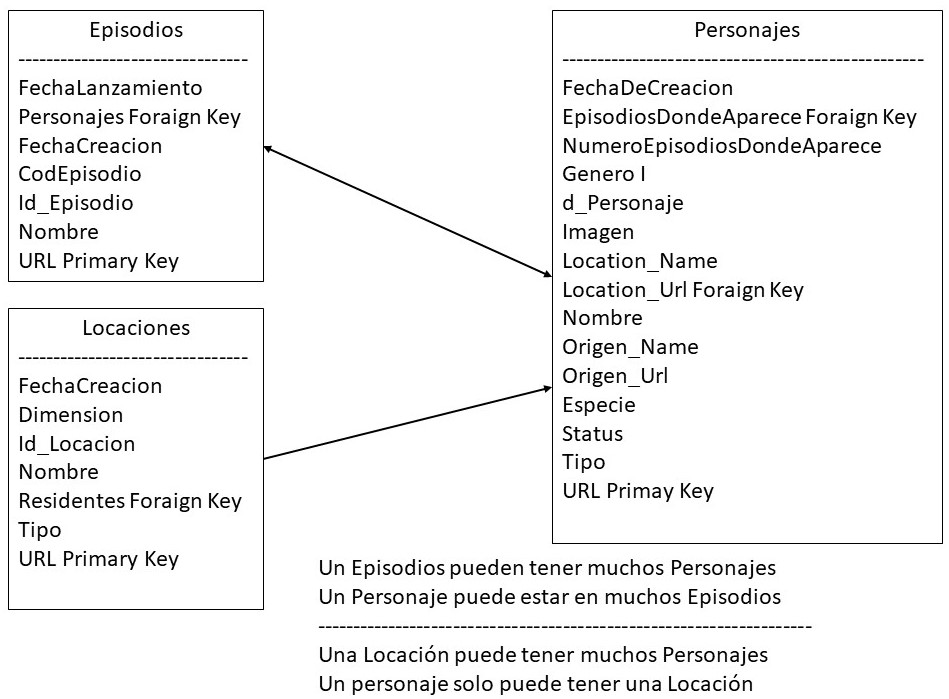 Episodios
---------------------------------
FechaLanzamiento
Personajes Foraign Key
FechaCreacion
CodEpisodio
Id_Episodio
Nombre
URL Primary Key
Locaciones
---------------------------------
FechaCreacion
Dimension
Id_Locacion
Nombre
Residentes Foraign Key
Tipo
URL Primary Key
Personajes
----------------------------------------------------
FechaDeCreacion
EpisodiosDondeAparece Foraign Key
NumeroEpisodiosDondeAparece
Genero I
d_Personaje
Imagen
Location_Name
Location_Url Foraign Key
Nombre
Origen_Name
Origen_Url
Especie
Status
Tipo
URL Primay Key
Un Episodios pueden tener muchos Personajes
Un Personaje puede estar en muchos Episodios
-----------------------------------------------------------------------
Una Locación puede tener muchos Personajes
Un personaje solo puede tener una Locación